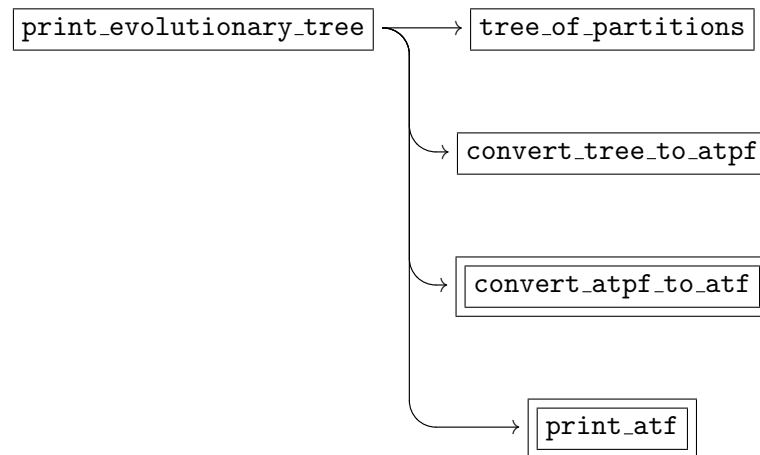 print_evolutionary_tree
tree_of_partitions
convert_tree_to_atpf
convert_atpf_to_atf
print_atf